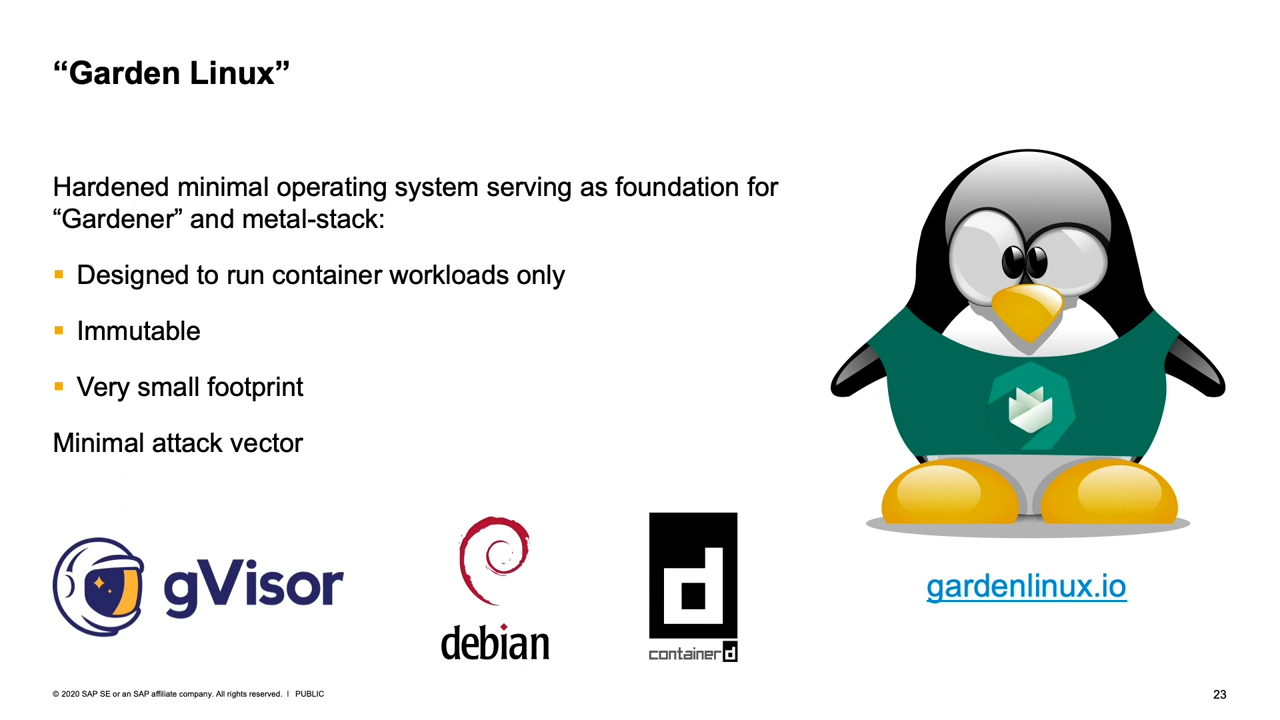 “Garden Linux”
Hardened minimal operating system serving as foundation for
“Gardener” and metal-stack:
Designed to run container workloads only
Immutable
Very small footprint
Minimal attack vector
gVisor
debian
d
containerd
gardenlinux.io
© 2020 SAP SE or an SAP affiliate company. All rights reserved. | PUBLIC
23